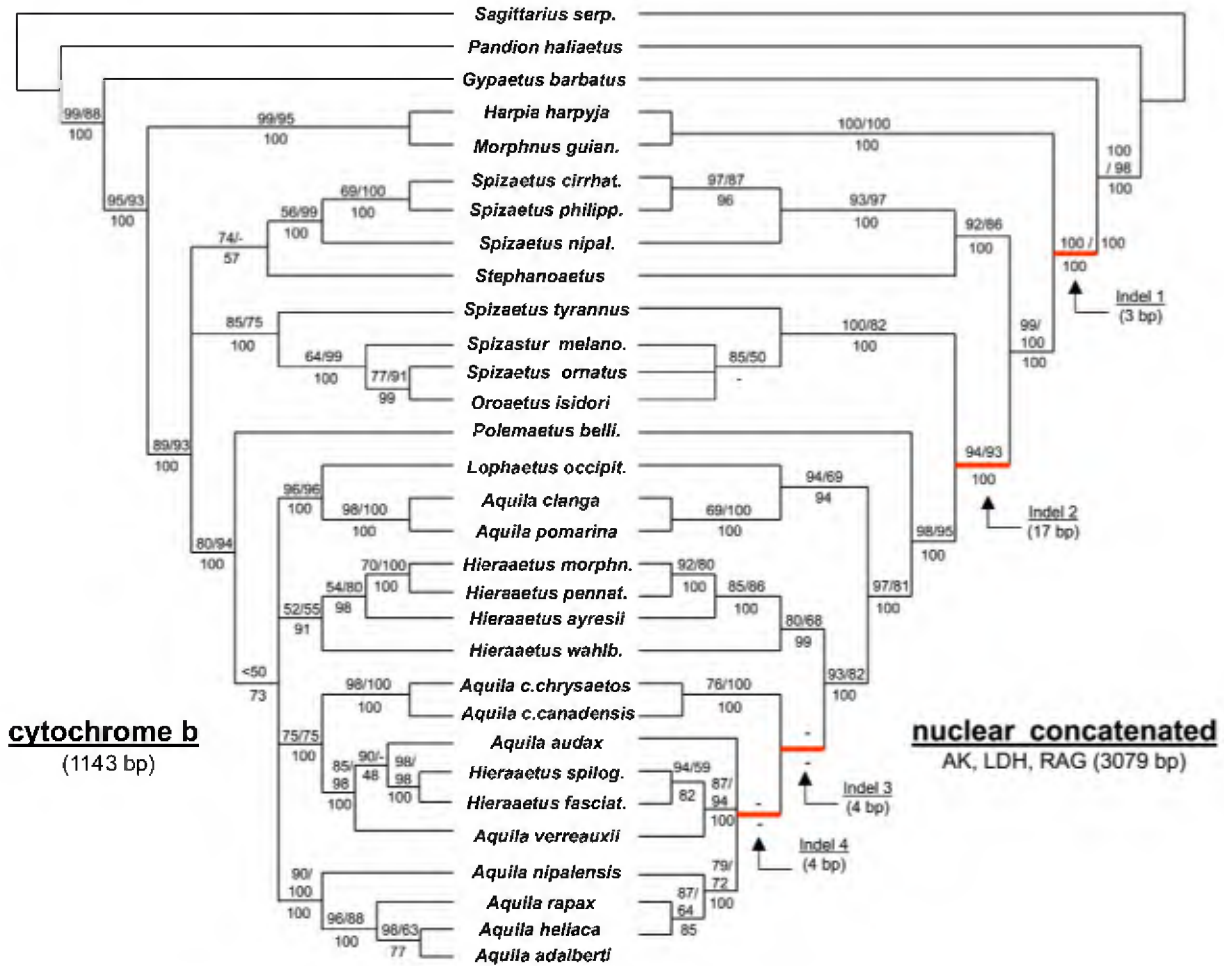 Sagittarius serp.
Pandion haliaetus
Gypaetus barbatus
Harpia harpyja
Morphnus guian.
Spizaetus cirrhat.
Spizaetus philipp.
Spizaetus nipal.
Stephanoaetus
Spizaetus tyrannus
Spizastur melano.
Spizaetus ornatus
Oroaetus isidori
Polemaetus belli.
Lophaetus occipit.
Aquila clanga
Aquila pomarina
Hieraaetus morphn.
Hieraaetus pennat.
Hieraaetus ayresii
Hieraaetus wahlb.
Aquila c.chrysaetos
Aquila c.canadensis
Aquila audax
Hieraaetus spilog.
Hieraaetus fasciat.
Aquila verreauxii
Aquila nipalensis
Aquila rapax
Aquila heliaca
Aquila adalberti
cytochrome b
(1143 bp)
99/88
100
95/93
100
99/95
100
89/93
100
74/-
57
56/99
100
69/100
100
85/75
100
64/99
100
77/91
99
80/94
100
<50
73
96/96
100
98/100
100
52/55
91
54/80
98
70/100
100
75/75
100
98/100
100
85/
98
100
90/-
48
98/
98
100
90/
100
100
96/88
100
98/63
77
nuclear concatenated
AK, LDH, RAG (3079 bp)
100
/ 98
100
100 / 100
100
Indel 1
(3 bp)
100/100
100
99/
100
100
92/86
100
93/97
100
97/87
96
94/93
100
Indel 2
(17 bp)
100/82
100
85/50
-
98/95
100
97/81
100
94/69
94
69/100
100
93/82
100
80/68
99
85/86
100
92/80
100
-
-
Indel 3
(4 bp)
76/100
100
-
-
Indel 4
(4 bp)
87/
94
100
94/59
82
79/
72
100
87/
64
85